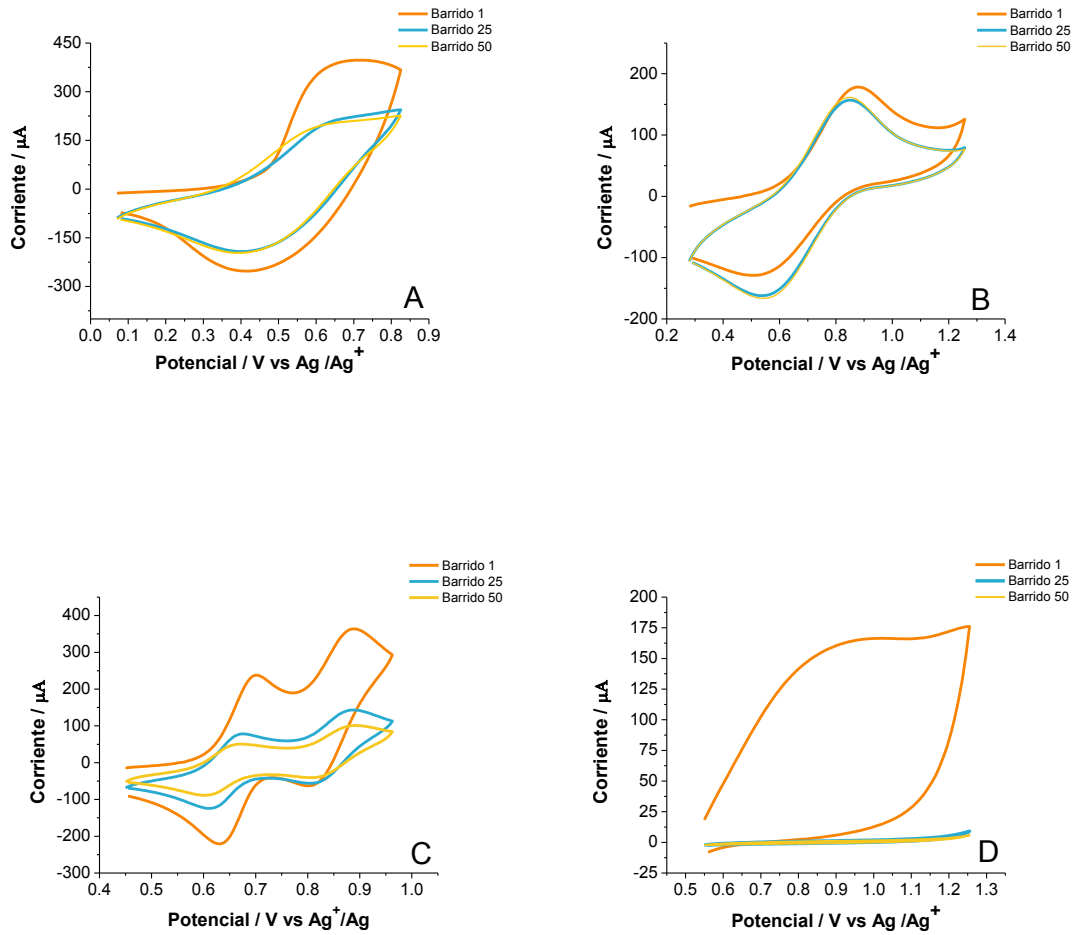 Barrido 1
Barrido 25
Barrido 50
450
300
150
0
-150
-300
Corriente / µA
A
0.0 0.1 0.2 0.3 0.4 0.5 0.6 0.7 0.8 0.9
Potencial / V vs Ag /Ag+
Barrido 1
Barrido 25
Barrido 50
200
100
0
-100
-200
Corriente / µA
B
0.2 0.4 0.6 0.8 1.0 1.2 1.4
Potencial / V vs Ag /Ag+
Barrido 1
Barrido 25
Barrido 50
400
300
200
100
0
-100
-200
-300
Corriente / µA
C
0.4 0.5 0.6 0.7 0.8 0.9 1.0
Potencial / V vs Ag+/Ag
Barrido 1
Barrido 25
Barrido 50
200
175
150
125
100
75
50
25
0
-25
Corriente / µA
D
0.5 0.6 0.7 0.8 0.9 1.0 1.1 1.2 1.3
Potencial / V vs Ag /Ag+